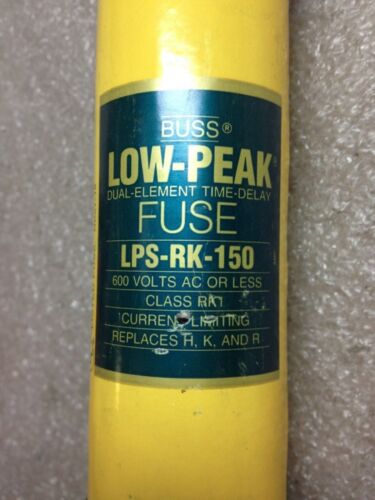 BUSS®
LOW-PEAK®
DUAL-ELEMENT TIME-DELAY
FUSE
LPS-RK-150
600 VOLTS AC OR LESS
CLASS RK1
CURRENT LIMITING
REPLACES H, K, AND R